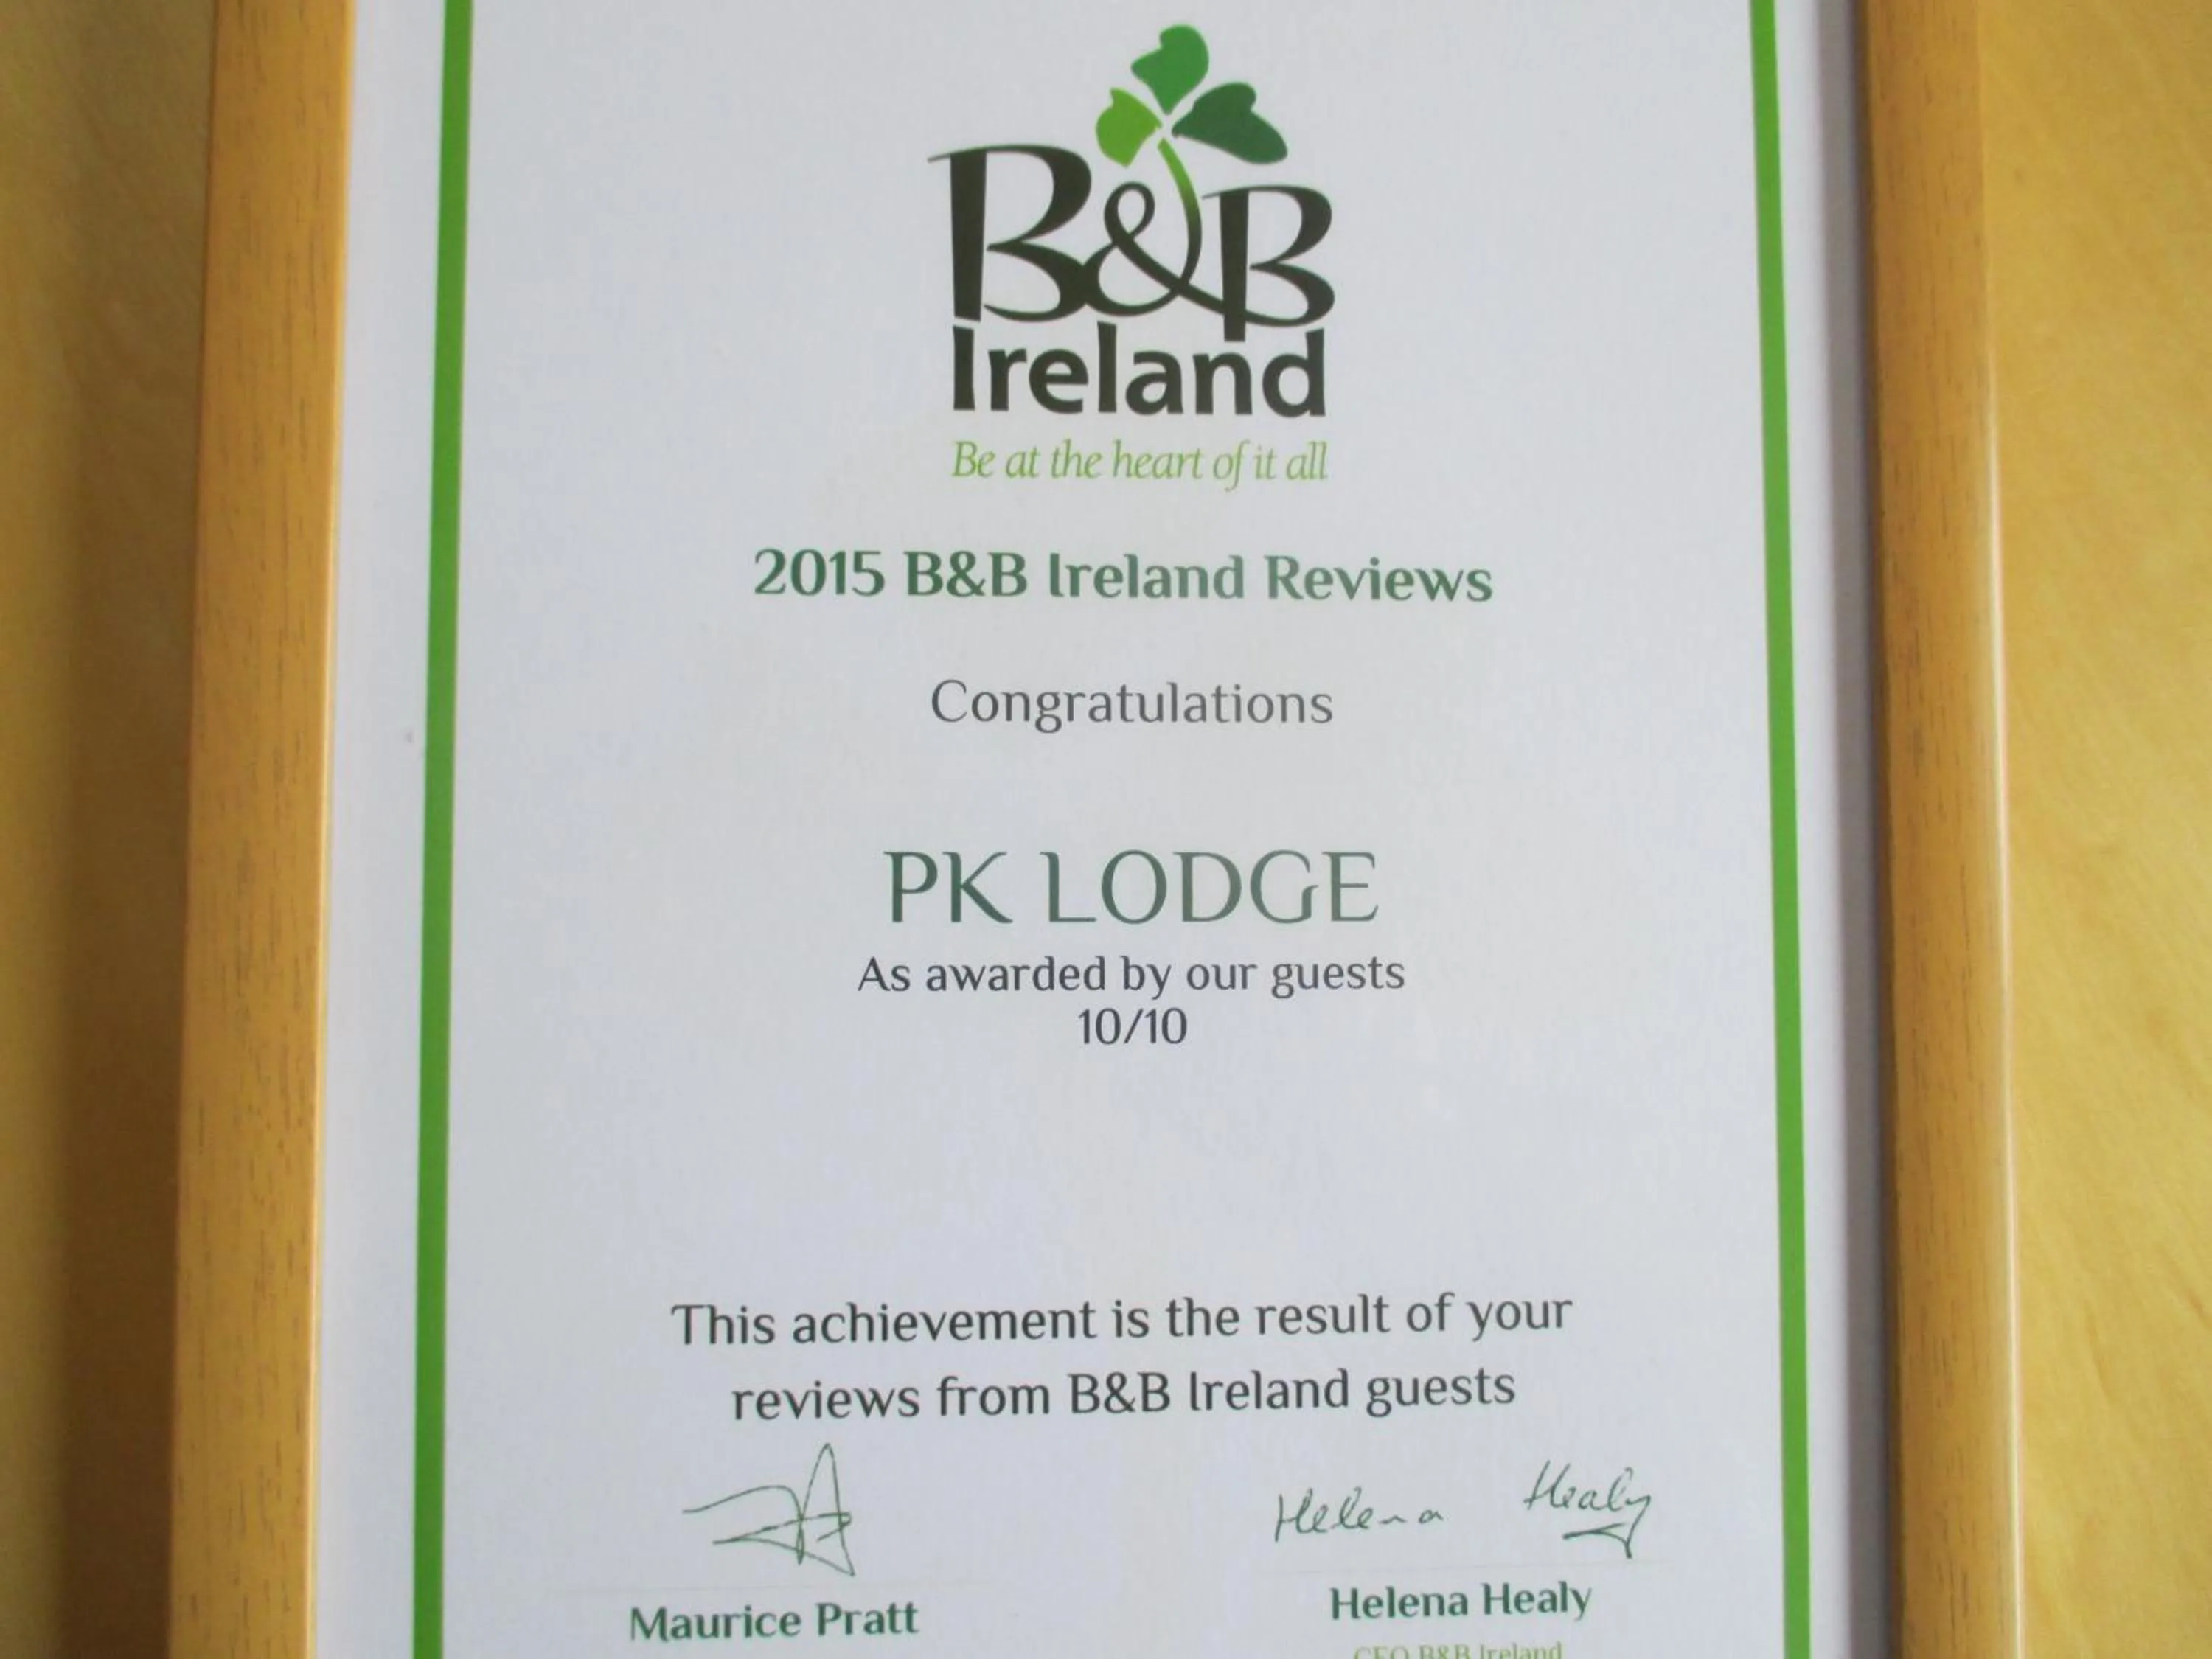 B&B
Ireland
Be at the heart of it all
2015 B&B Ireland Reviews
Congratulations
PK LODGE
As awarded by our guests
10/10
This achievement is the result of your
reviews from B&B Ireland guests
Helena Healy
Maurice Pratt
Helena Healy
CEO B&B Ireland